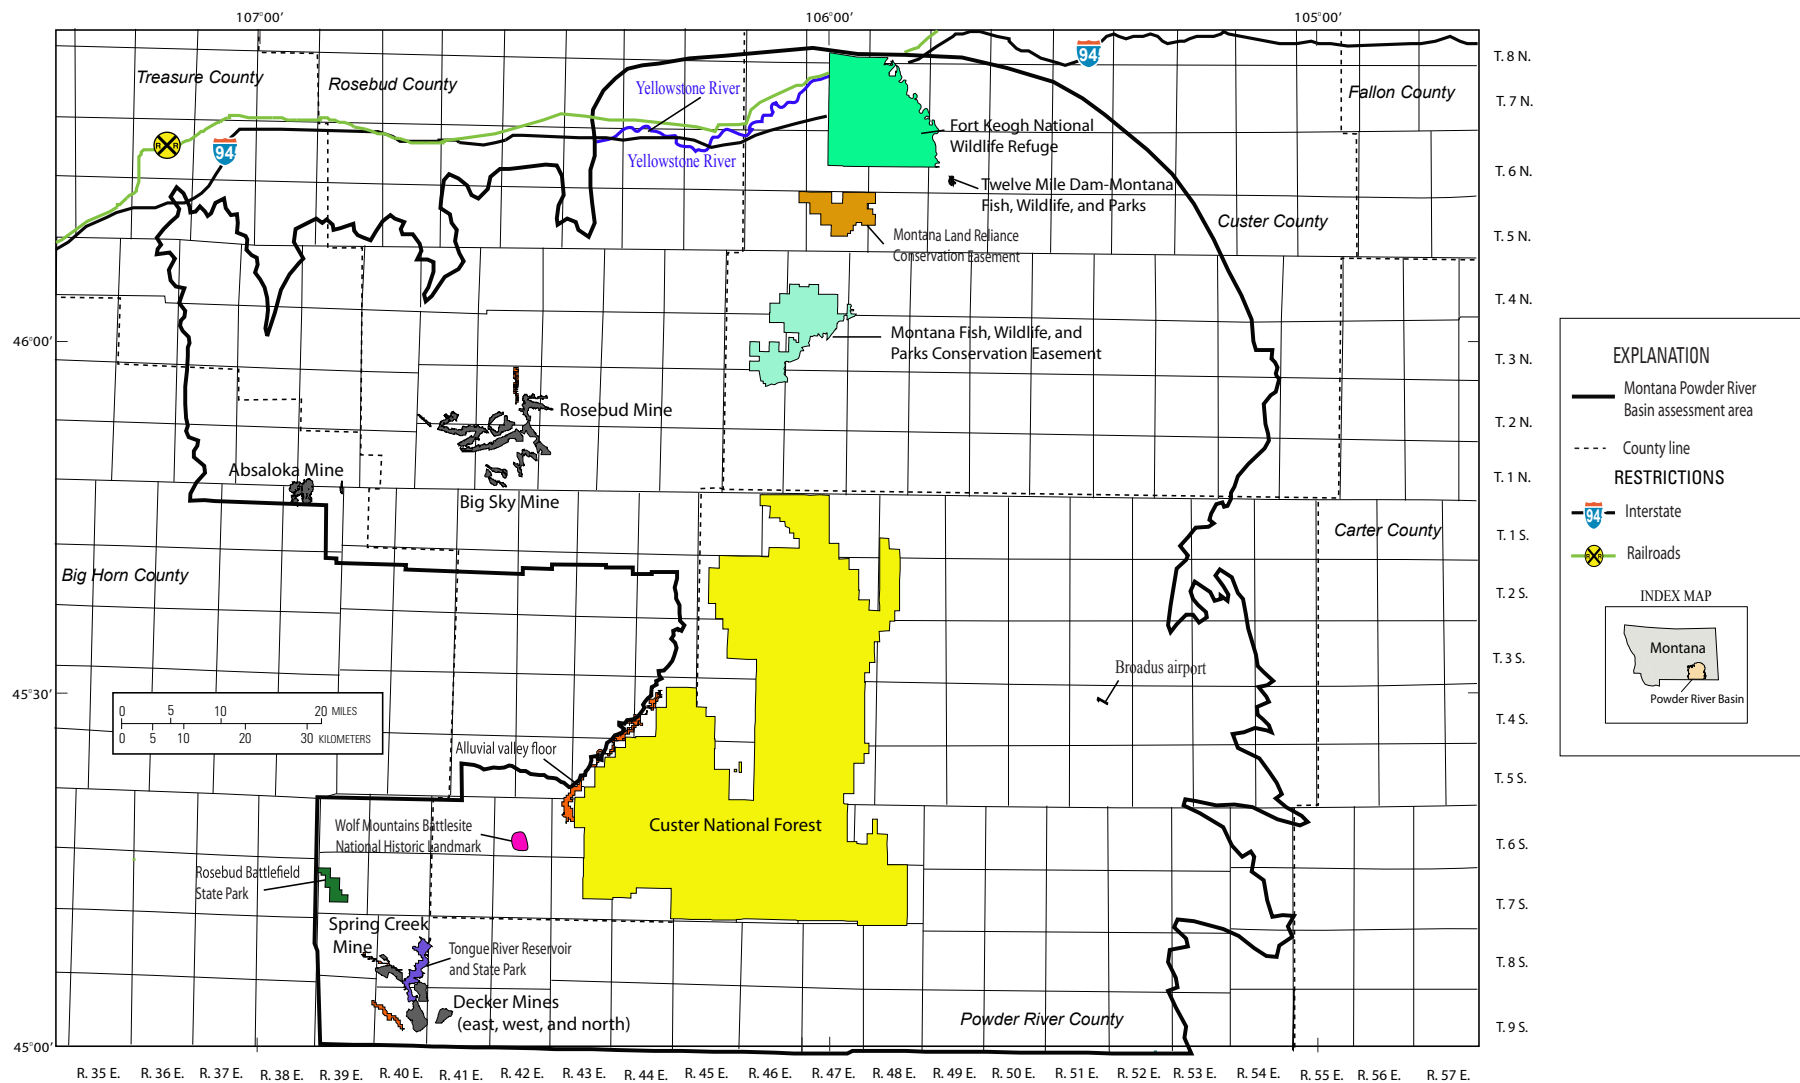 107°00'
106°00'
105°00'
Treasure County
Rosebud County
Yellowstone River
94
Fallon County
T. 8 N.
T. 7 N.
R R
94
Yellowstone River
Fort Keogh National
Wildlife Refuge
T. 6 N.
Twelve Mile Dam-Montana
Fish, Wildlife, and Parks
Custer County
Montana Land Reliance
Conservation Easement
T. 5 N.
T. 4 N.
46°00'
Montana Fish, Wildlife, and
Parks Conservation Easement
T. 3 N.
Rosebud Mine
T. 2 N.
Absaloka Mine
T. 1 N.
Big Sky Mine
Carter County
T. 1 S.
Big Horn County
T. 2 S.
T. 3 S.
Broadus airport
45°30'
0 5 10 20 MILES
0 5 10 20 30 KILOMETERS
T. 4 S.
Alluvial valley floor
T. 5 S.
Wolf Mountains Battlesite
National Historic Landmark
Custer National Forest
T. 6 S.
Rosebud Battlefield
State Park
T. 7 S.
Spring Creek
Mine
Tongue River Reservoir
and State Park
T. 8 S.
Decker Mines
(east, west, and north)
Powder River County
T. 9 S.
45°00'
R. 35 E. R. 36 E. R. 37 E. R. 38 E. R. 39 E. R. 40 E. R. 41 E. R. 42 E. R. 43 E. R. 44 E. R. 45 E. R. 46 E. R. 47 E. R. 48 E. R. 49 E. R. 50 E. R. 51 E. R. 52 E. R. 53 E. R. 54 E. R. 55 E. R. 56 E. R. 57 E.
EXPLANATION
Montana Powder River
Basin assessment area
County line
RESTRICTIONS
94 Interstate
R R Railroads
INDEX MAP
Montana
Powder River Basin